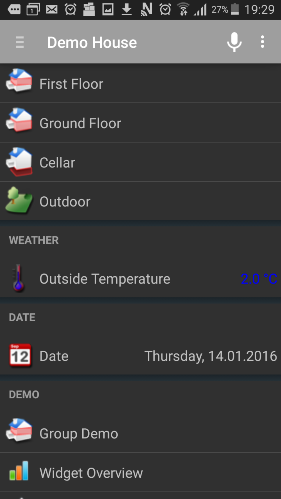 27% 19:29
Demo House
First Floor
Ground Floor
Cellar
Outdoor
WEATHER
Outside Temperature 2.0 °C
DATE
Sep 12 Date Thursday, 14.01.2016
DEMO
Group Demo
Widget Overview